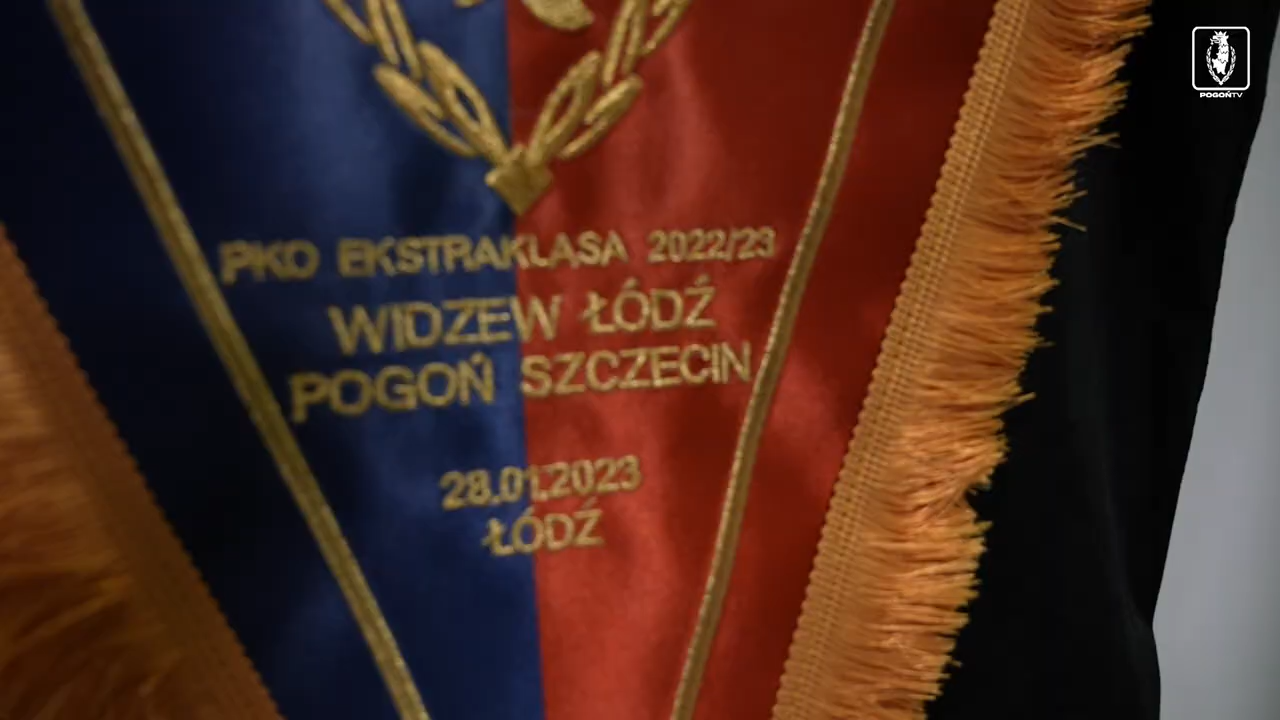 POGOŃTV
PKO EKSTRAKLASA 2022/23
WIDZEW ŁÓDŹ
POGOŃ SZCZECIN
28.01.2023
ŁÓDŹ